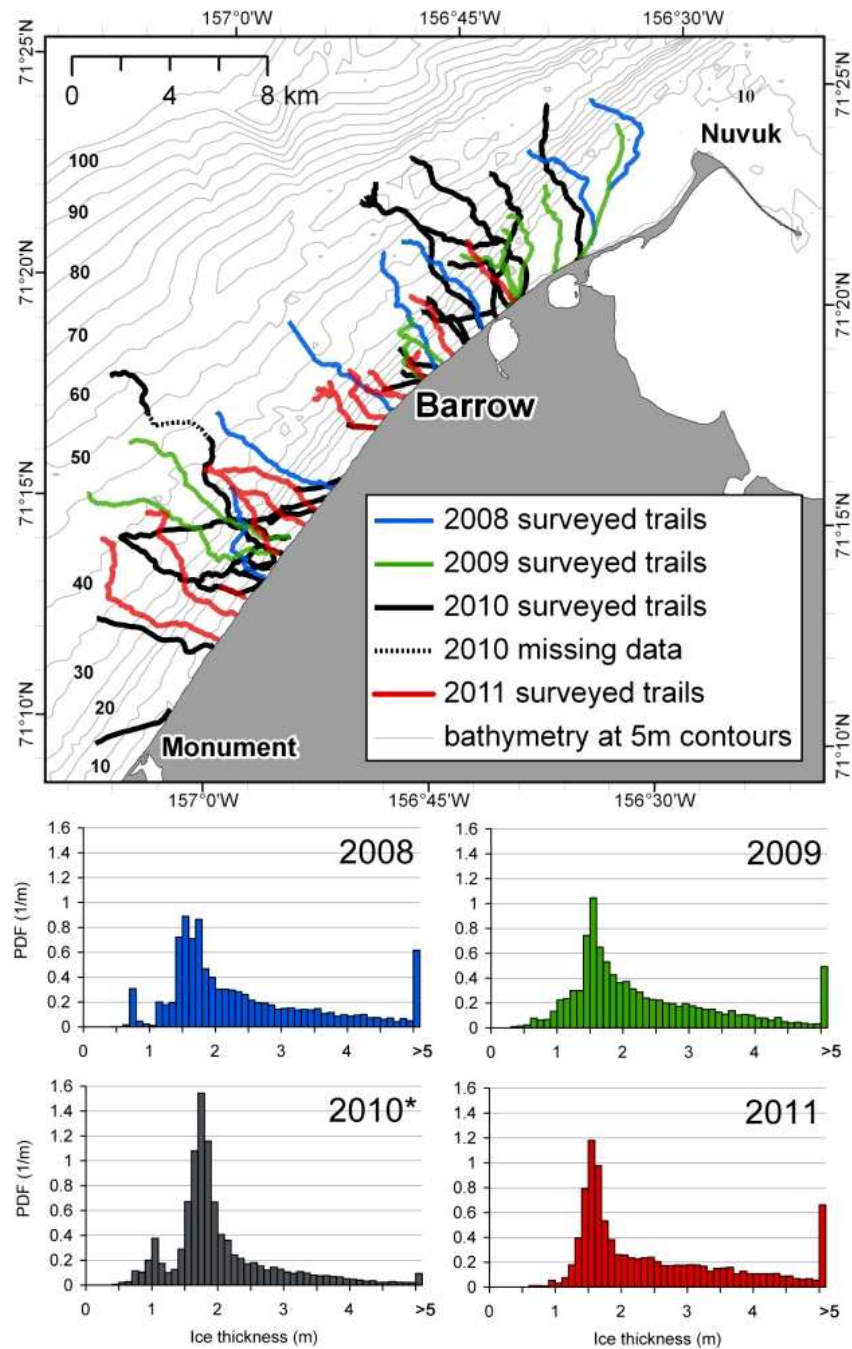 157°0'W 156°45'W 156°30'W
71°25'N
71°25'N
0 4 8 km
10
Nuvuk
100
90
80
71°20'N
71°20'N
70
60
Barrow
50
71°15'N
71°15'N
2008 surveyed trails
2009 surveyed trails
2010 surveyed trails
2010 missing data
2011 surveyed trails
bathymetry at 5m contours
40
30
20
71°10'N
71°10'N
Monument
10
157°0'W 156°45'W 156°30'W
2008
PDF (1/m)
1.6
1.4
1.2
1
0.8
0.6
0.4
0.2
0
0 1 2 3 4 >5
2009
1.6
1.4
1.2
1
0.8
0.6
0.4
0.2
0
0 1 2 3 4 >5
2010*
PDF (1/m)
1.6
1.4
1.2
1
0.8
0.6
0.4
0.2
0
0 1 2 3 4 >5
Ice thickness (m)
2011
1.6
1.4
1.2
1
0.8
0.6
0.4
0.2
0
0 1 2 3 4 >5
Ice thickness (m)